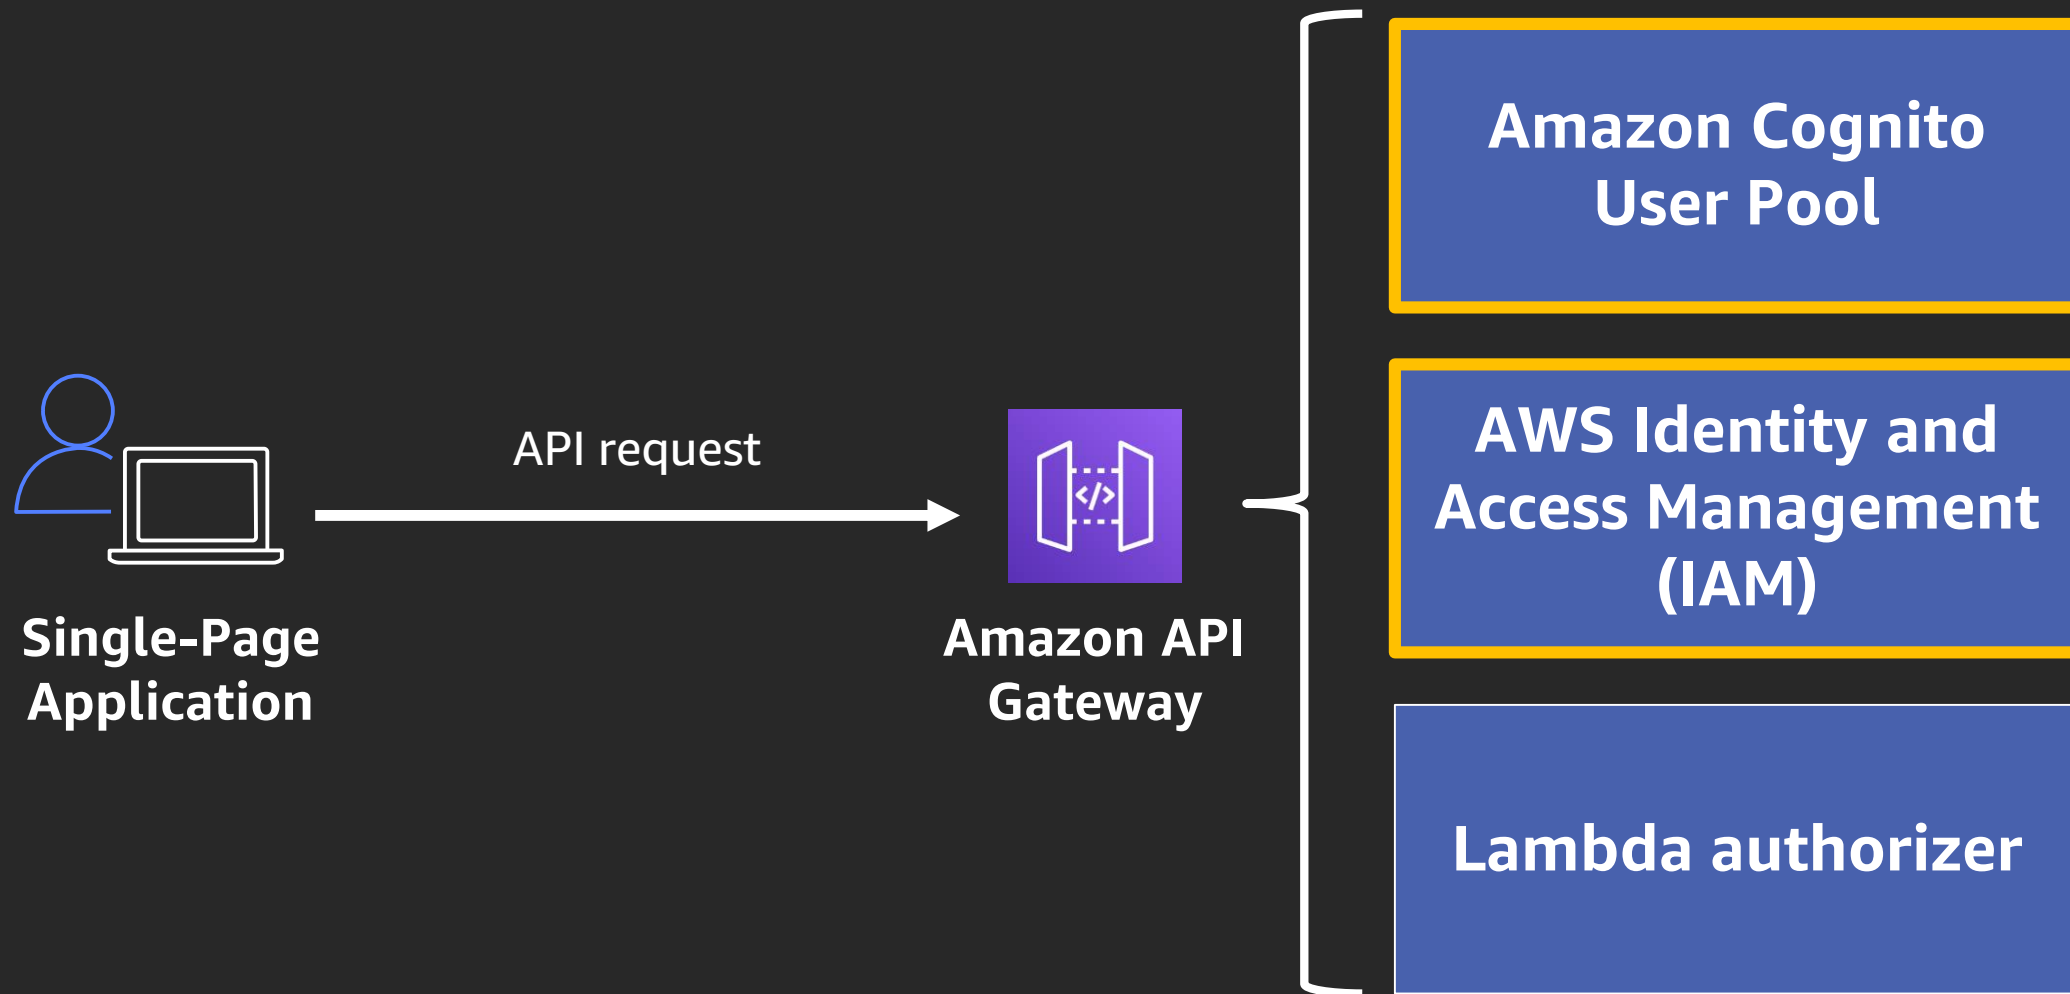 Amazon Cognito
User Pool
API request
</>
AWS Identity and
Access Management
(IAM)
Single-Page
Application
Amazon API
Gateway
Lambda authorizer